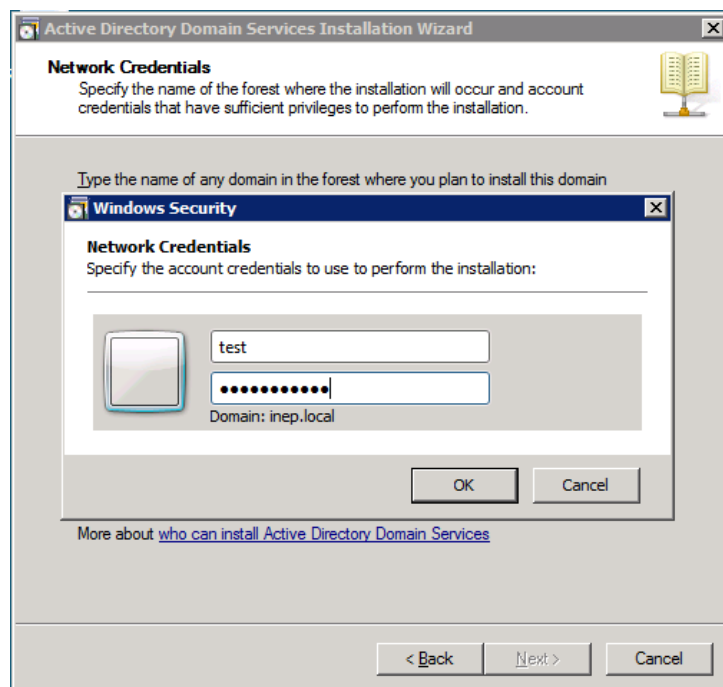 Active Directory Domain Services Installation Wizard
Network Credentials
Specify the name of the forest where the installation will occur and account
credentials that have sufficient privileges to perform the installation.
Type the name of any domain in the forest where you plan to install this domain
Windows Security
Network Credentials
Specify the account credentials to use to perform the installation:
test
●●●●●●●●●●●
Domain: inep.local
OK
Cancel
More about who can install Active Directory Domain Services
< Back
Next >
Cancel